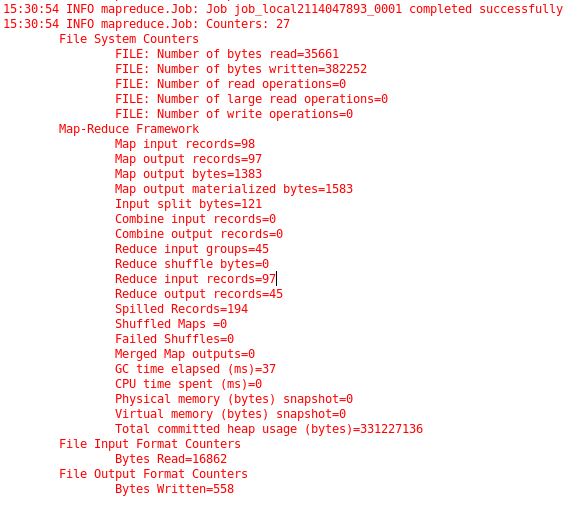 15:30:54 INFO mapreduce.Job: Job job_local2114047893_0001 completed successfully
15:30:54 INFO mapreduce.Job: Counters: 27
File System Counters
FILE: Number of bytes read=35661
FILE: Number of bytes written=382252
FILE: Number of read operations=0
FILE: Number of large read operations=0
FILE: Number of write operations=0
Map-Reduce Framework
Map input records=98
Map output records=97
Map output bytes=1383
Map output materialized bytes=1583
Input split bytes=121
Combine input records=0
Combine output records=0
Reduce input groups=45
Reduce shuffle bytes=0
Reduce input records=97
Reduce output records=45
Spilled Records=194
Shuffled Maps =0
Failed Shuffles=0
Merged Map outputs=0
GC time elapsed (ms)=37
CPU time spent (ms)=0
Physical memory (bytes) snapshot=0
Virtual memory (bytes) snapshot=0
Total committed heap usage (bytes)=331227136
File Input Format Counters
Bytes Read=16862
File Output Format Counters
Bytes Written=558